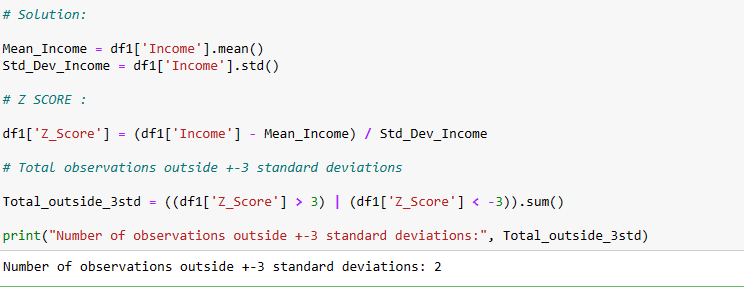 # Solution:
Mean_Income = df1['Income'].mean()
Std_Dev_Income = df1['Income'].std()
# Z SCORE :
df1['Z_Score'] = (df1['Income'] - Mean_Income) / Std_Dev_Income
# Total observations outside +-3 standard deviations
Total_outside_3std = ((df1['Z_Score'] > 3) | (df1['Z_Score'] < -3)).sum()
print("Number of observations outside +-3 standard deviations:", Total_outside_3std)
Number of observations outside +-3 standard deviations: 2